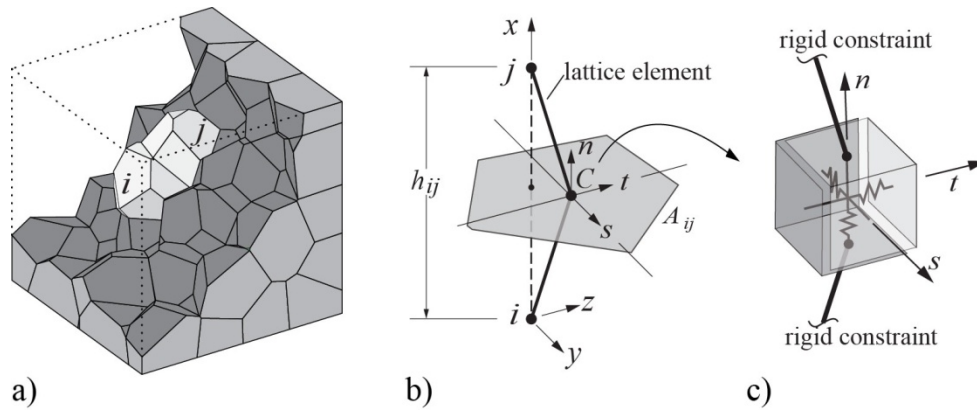 i
j
a)
x
j
lattice element
n
C
t
h_ij
A_ij
s
i
z
y
b)
rigid constraint
n
t
s
rigid constraint
c)